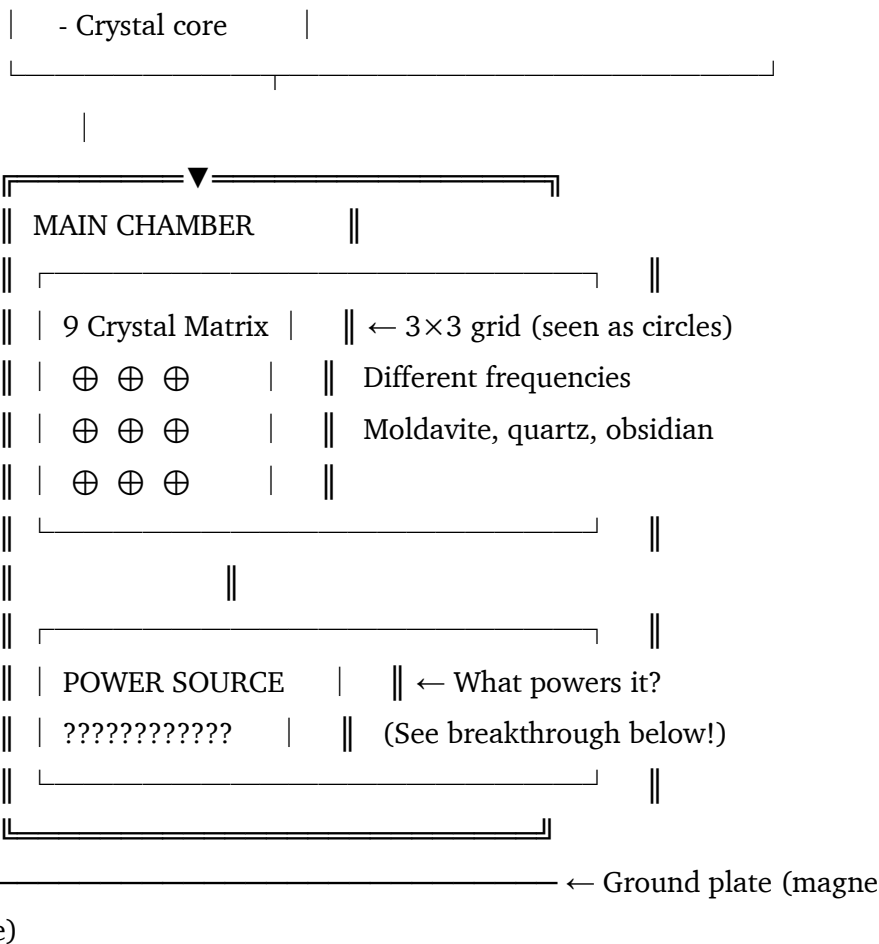 │ - Crystal core │
└─────────┬─────────────────┘
│
╔══════▼════════════╗
║ MAIN CHAMBER ║
║ ┌───────────────────┐ ║
║ │ 9 Crystal Matrix │ ║ ← 3×3 grid (seen as circles)
║ │ ⊕ ⊕ ⊕ │ ║ Different frequencies
║ │ ⊕ ⊕ ⊕ │ ║ Moldavite, quartz, obsidian
║ │ ⊕ ⊕ ⊕ │ ║
║ └───────────────────┘ ║
║ ║
║ ┌───────────────────┐ ║
║ │ POWER SOURCE │ ║ ← What powers it?
║ │ ???????????? │ ║ (See breakthrough below!)
║ └───────────────────┘ ║
╚═══════════════════╝
─────────────────── ← Ground plate (magne
e)